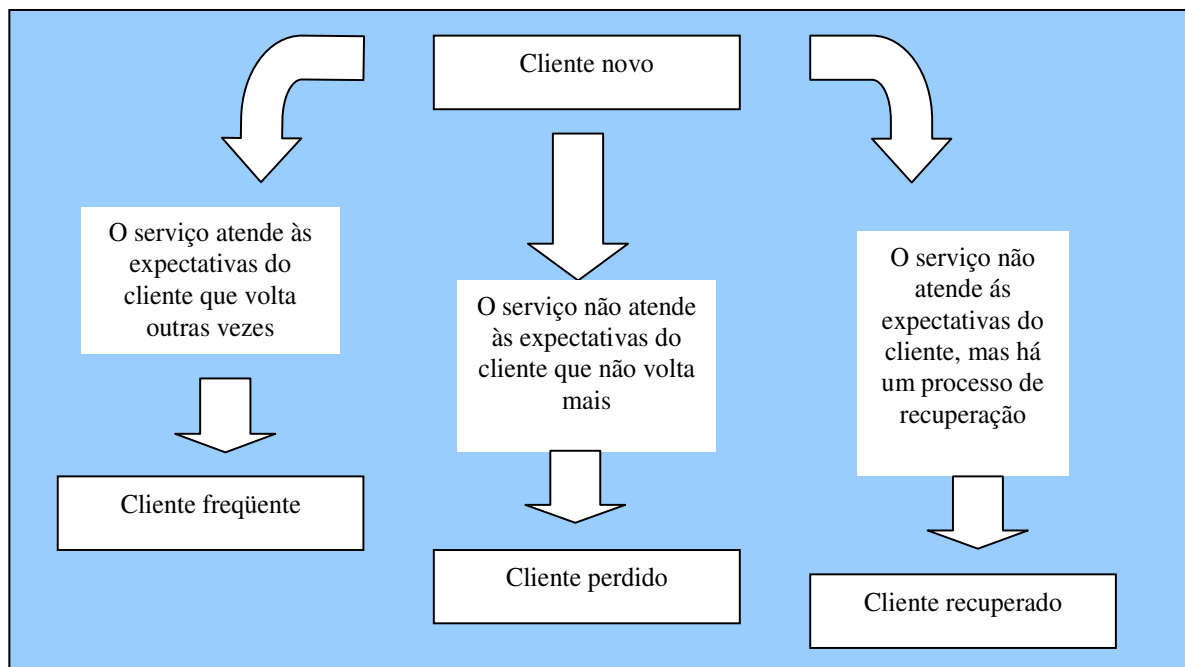 Cliente novo
O serviço atende às
expectativas do
cliente que volta
outras vezes
O serviço não atende
às expectativas do
cliente que não volta
mais
O serviço não
atende ás
expectativas do
cliente, mas há
um processo de
recuperação
Cliente freqüente
Cliente perdido
Cliente recuperado